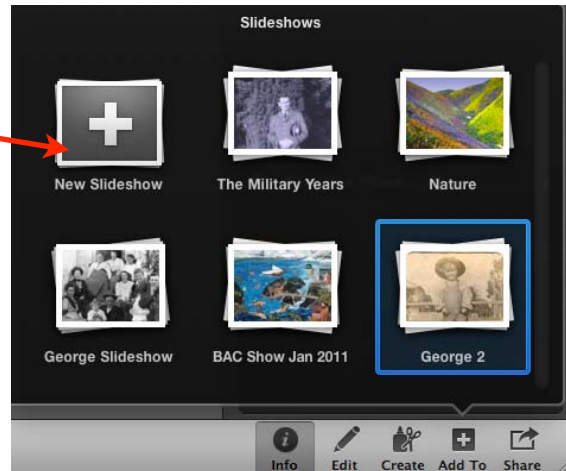 Slideshows
New Slideshow The Military Years Nature
George Slideshow BAC Show Jan 2011 George 2
Info Edit Create Add To Share